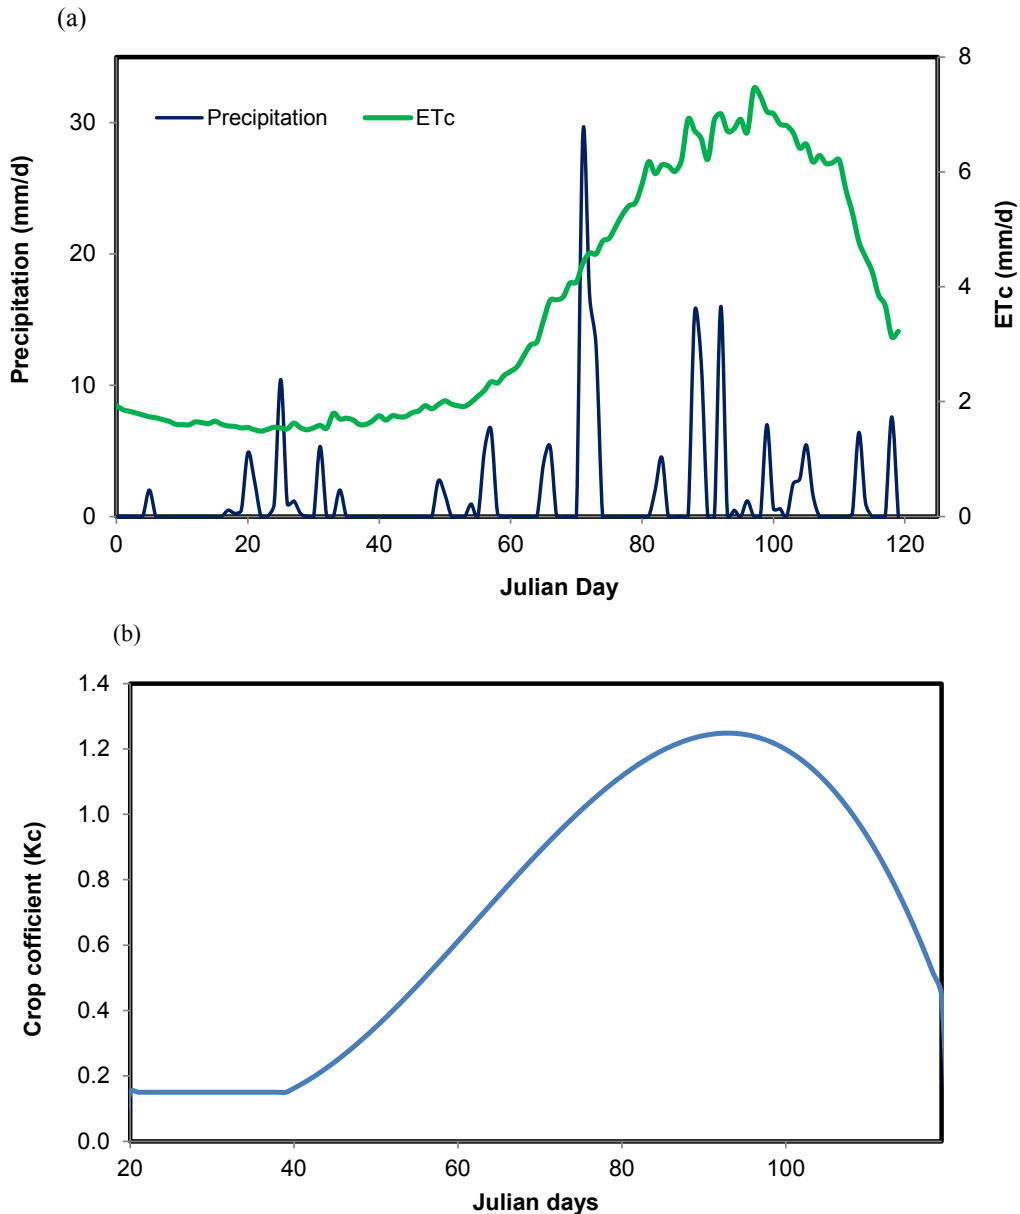 (a)
Precipitation
ETc
Precipitation (mm/d)
30
20
10
0
8
6
4
2
0
ETc (mm/d)
0 20 40 60 80 100 120
Julian Day
(b)
Crop cofficient (Kc)
1.4
1.2
1.0
0.8
0.6
0.4
0.2
0.0
20 40 60 80 100
Julian days